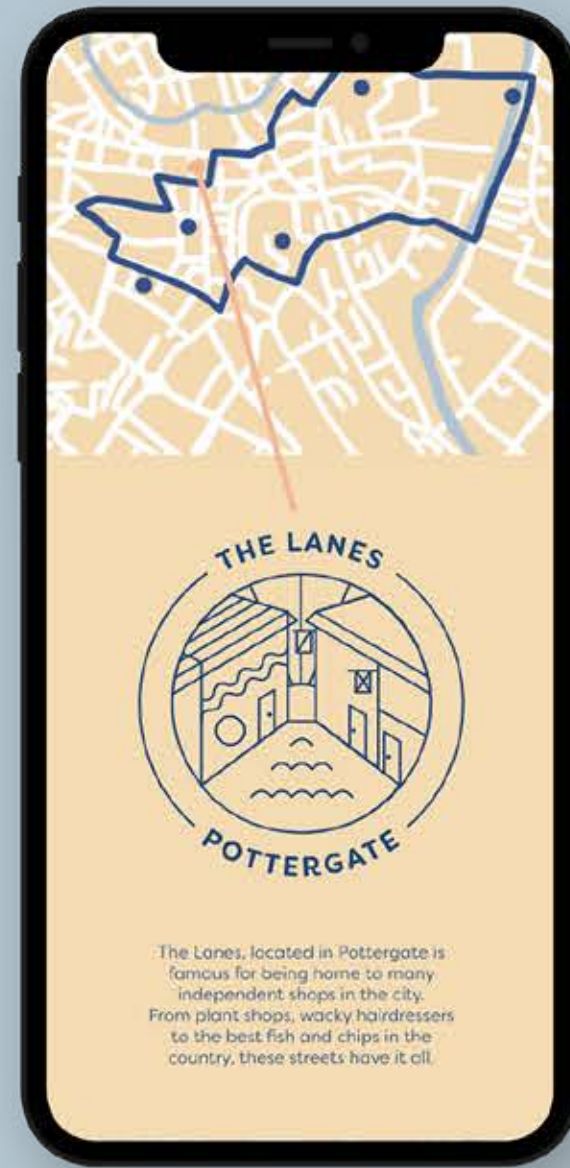 THE LANES
POTTERGATE
The Lanes, located in Pottergate is
famous for being home to many
independent shops in the city.
From plant shops, wacky hairdressers
to the best fish and chips in the
country, these streets have it all.